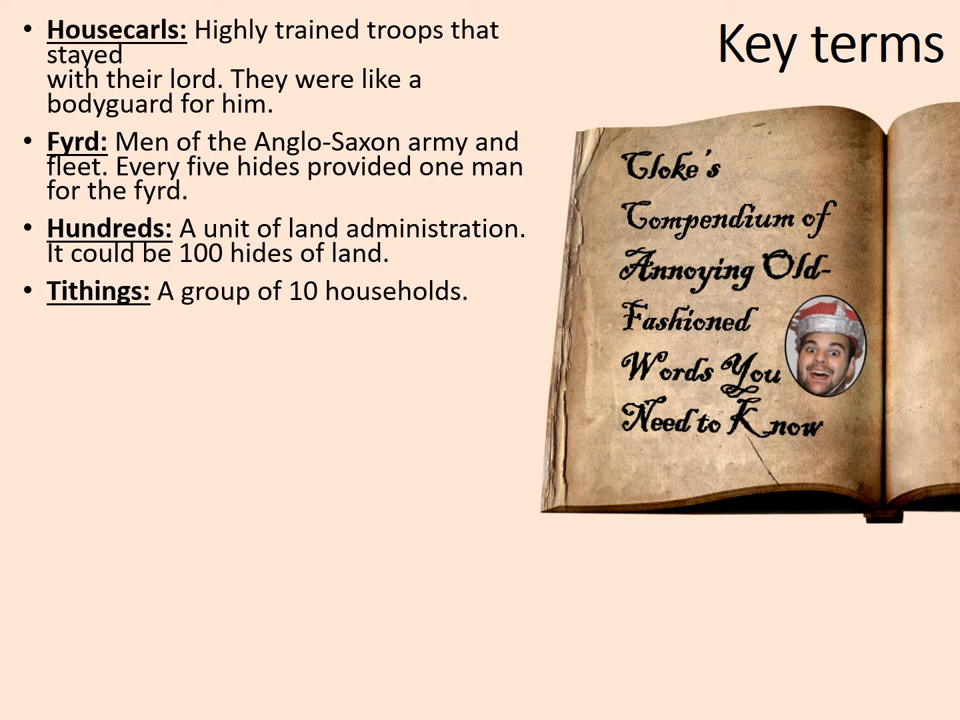 Key terms
• Housecarls: Highly trained troops that
stayed
with their lord. They were like a
bodyguard for him.
• Fyrd: Men of the Anglo-Saxon army and
fleet. Every five hides provided one man
for the fyrd.
• Hundreds: A unit of land administration.
It could be 100 hides of land.
• Tithings: A group of 10 households.
Cloke's
Compendium of
Annoying Old-
Fashioned
Words You
Need to Know